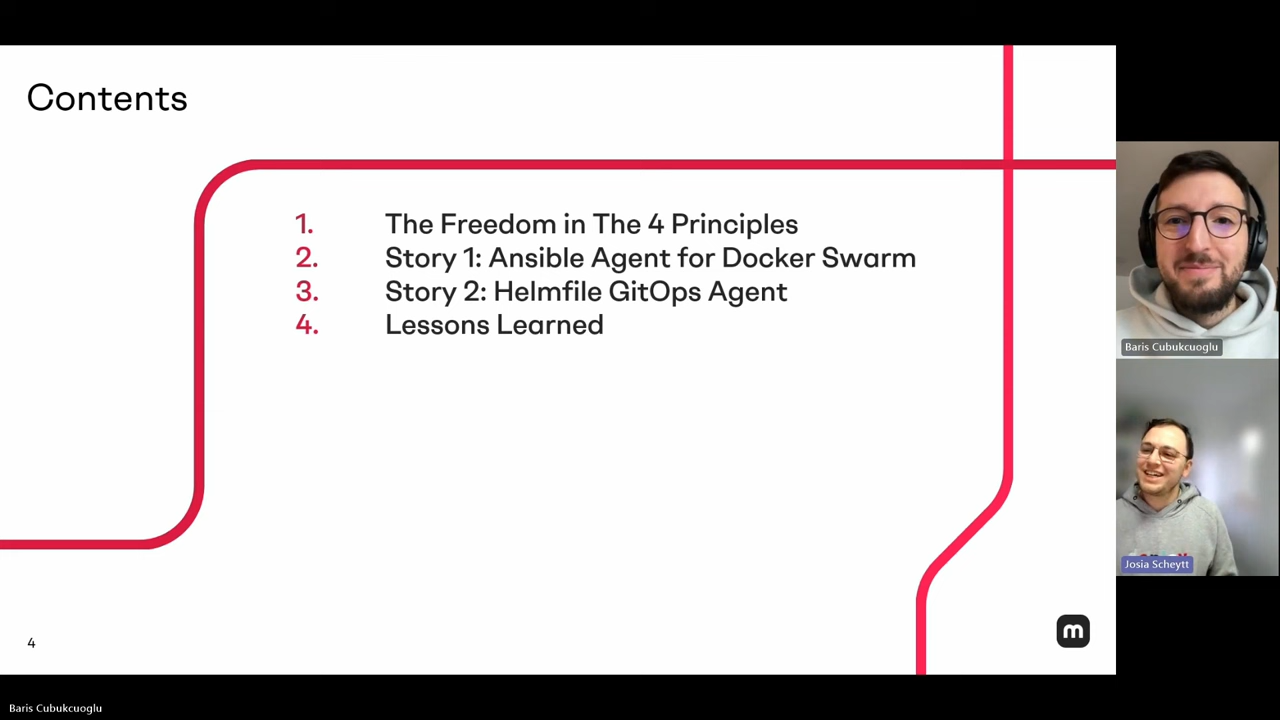 Contents
1. The Freedom in The 4 Principles
2. Story 1: Ansible Agent for Docker Swarm
3. Story 2: Helmfile GitOps Agent
4. Lessons Learned
4
m
Baris Cubukcuoglu
Josia Scheytt
Baris Cubukcuoglu